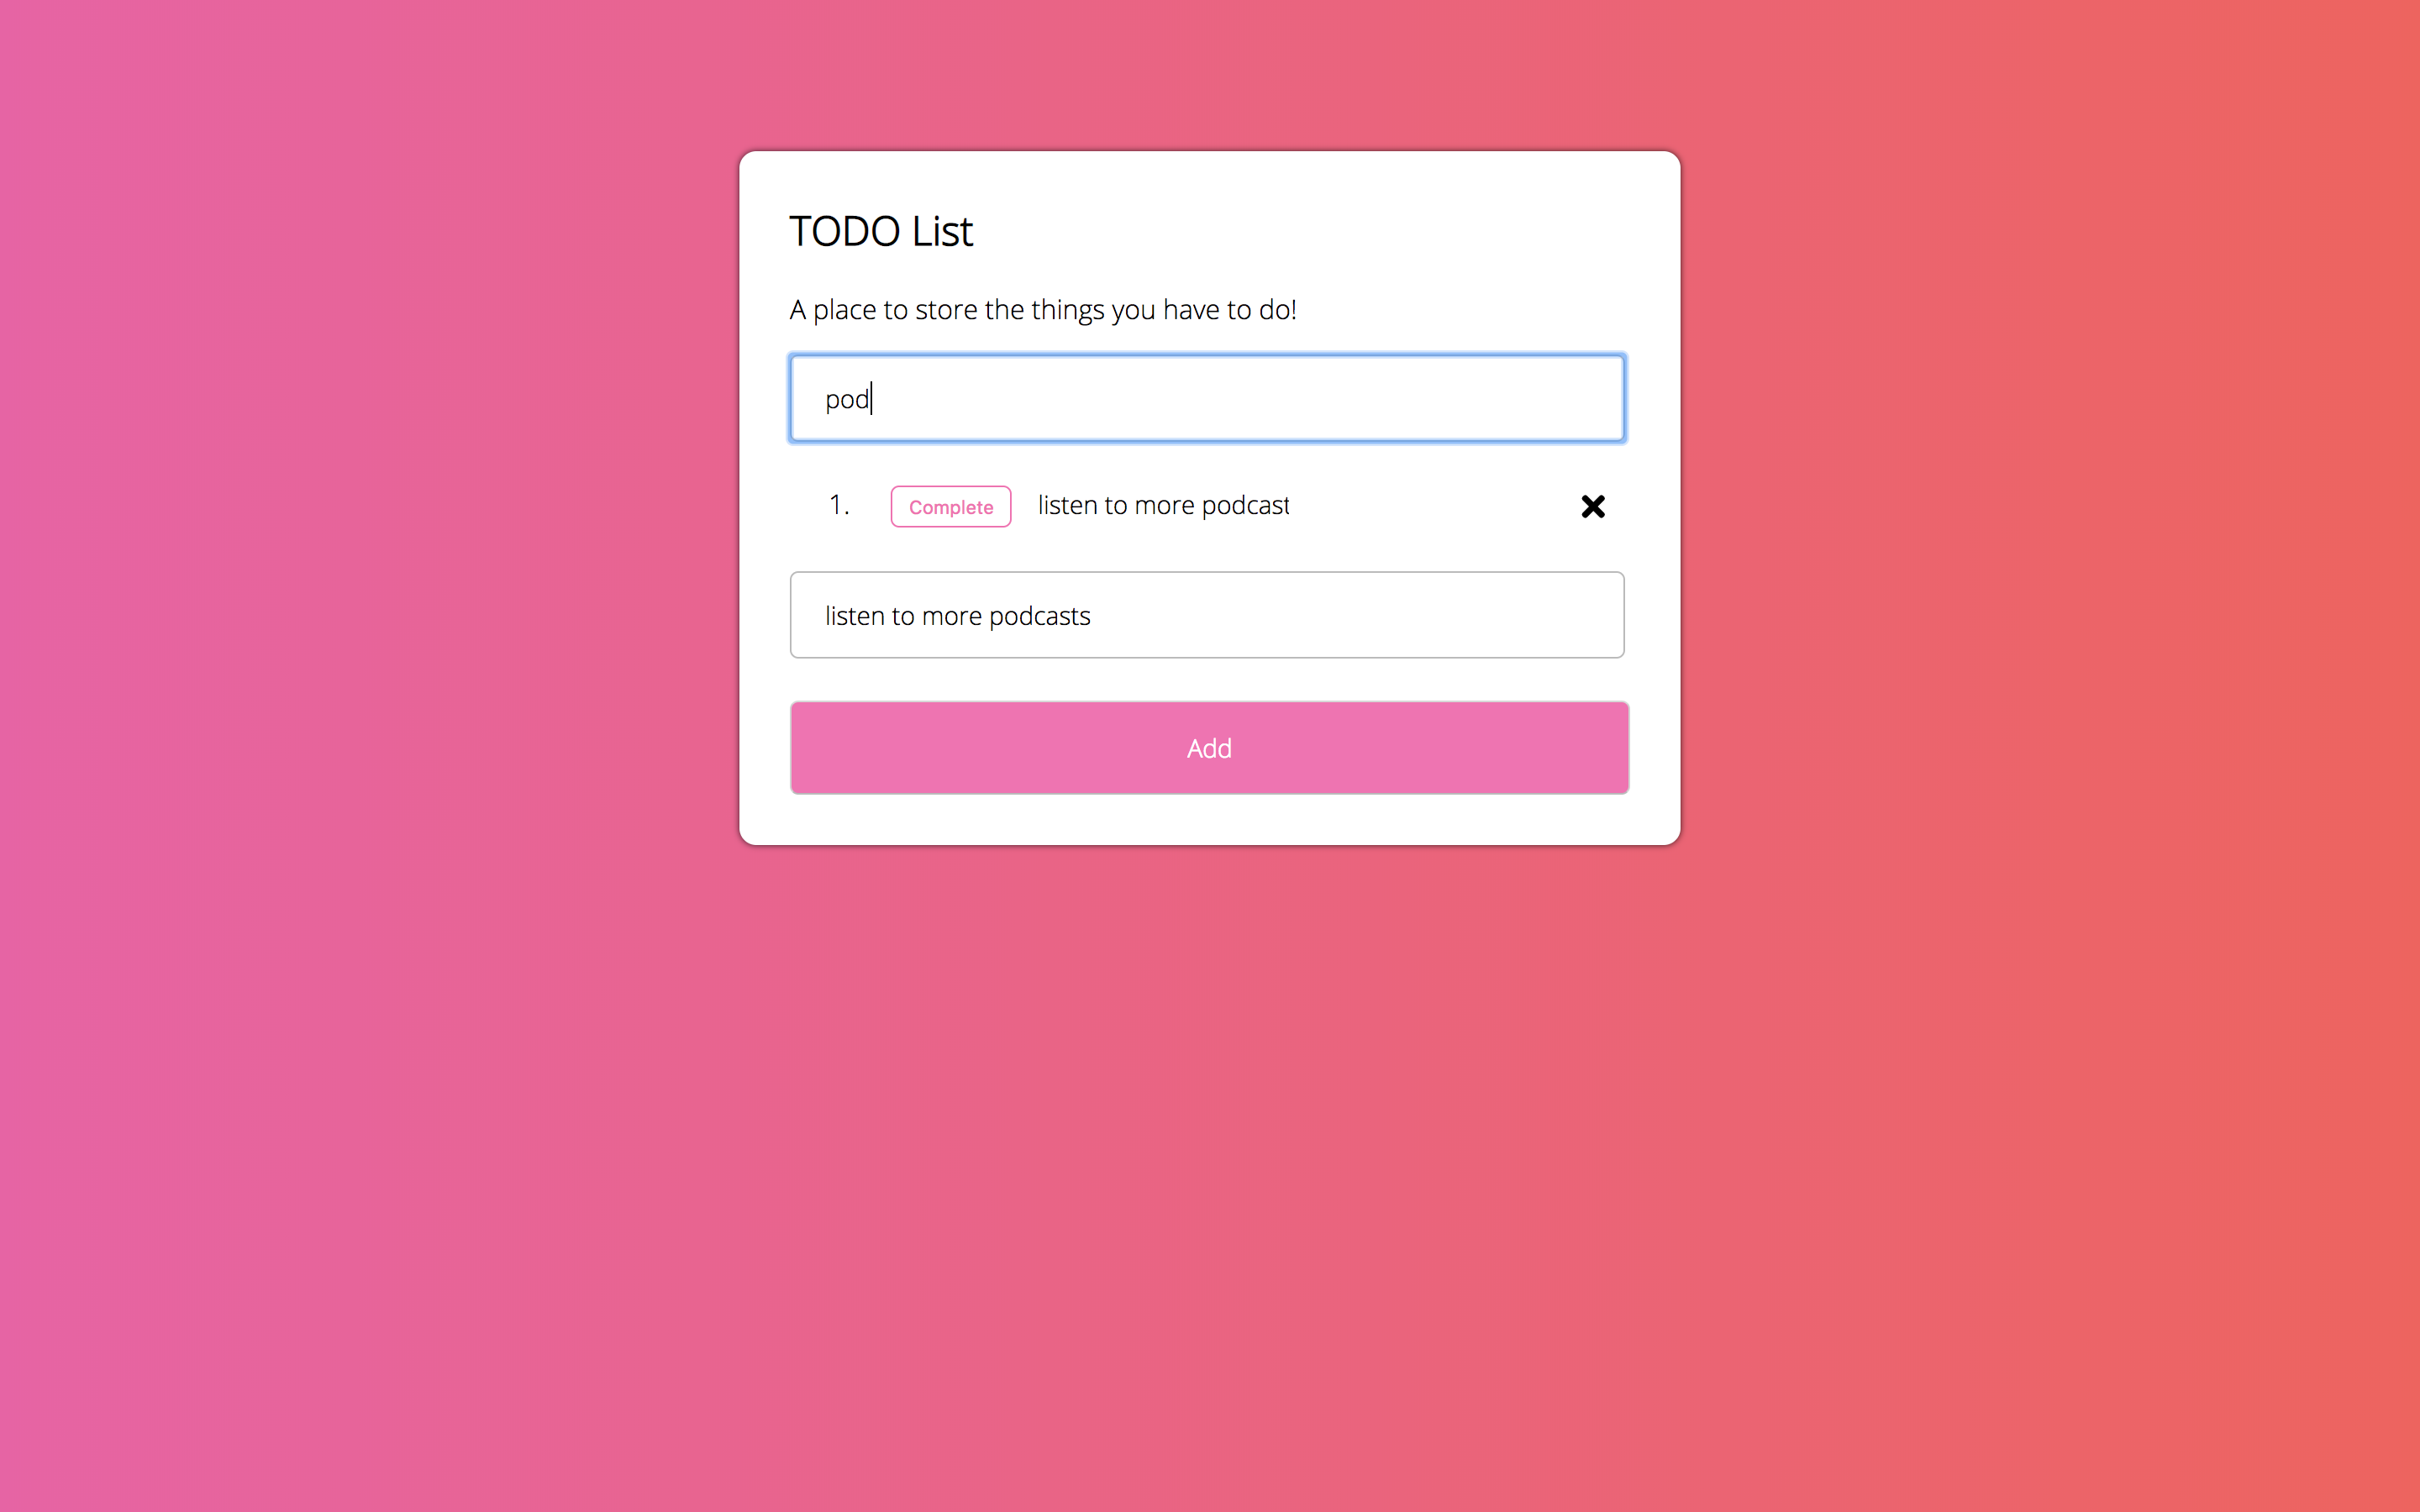 TODO List
A place to store the things you have to do!
pod
1. Complete listen to more podcast
listen to more podcasts
Add